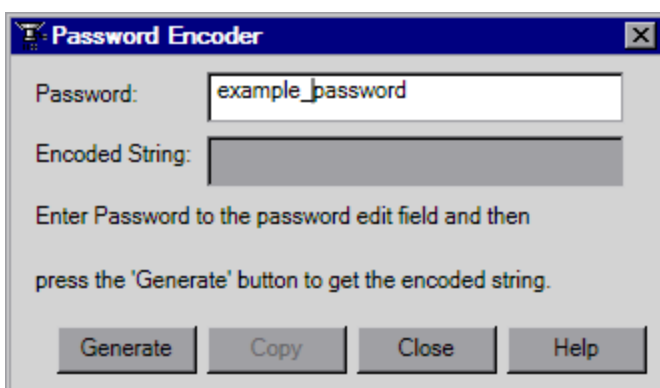 Password Encoder
Password: example_password
Encoded String:
Enter Password to the password edit field and then
press the 'Generate' button to get the encoded string.
Generate Copy Close Help